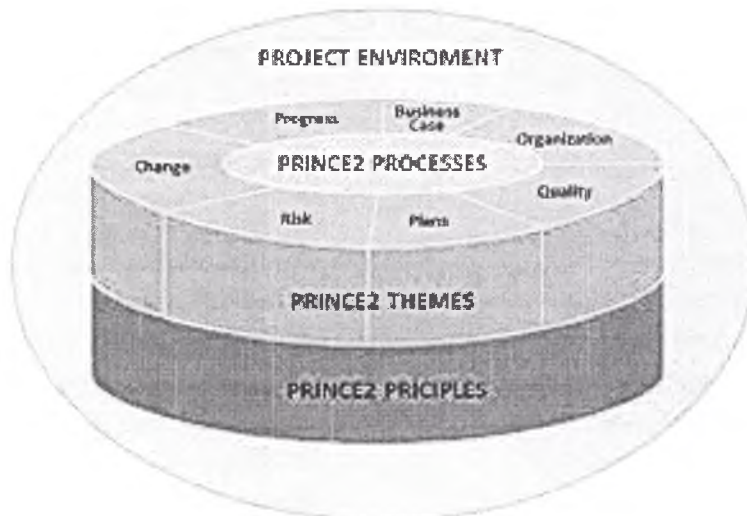 PROJECT ENVIROMENT
Progress
Business
Case
Organization
Change
PRINCE2 PROCESSES
Quality
Risk
Plans
PRINCE2 THEMES
PRINCE2 PRICIPLES